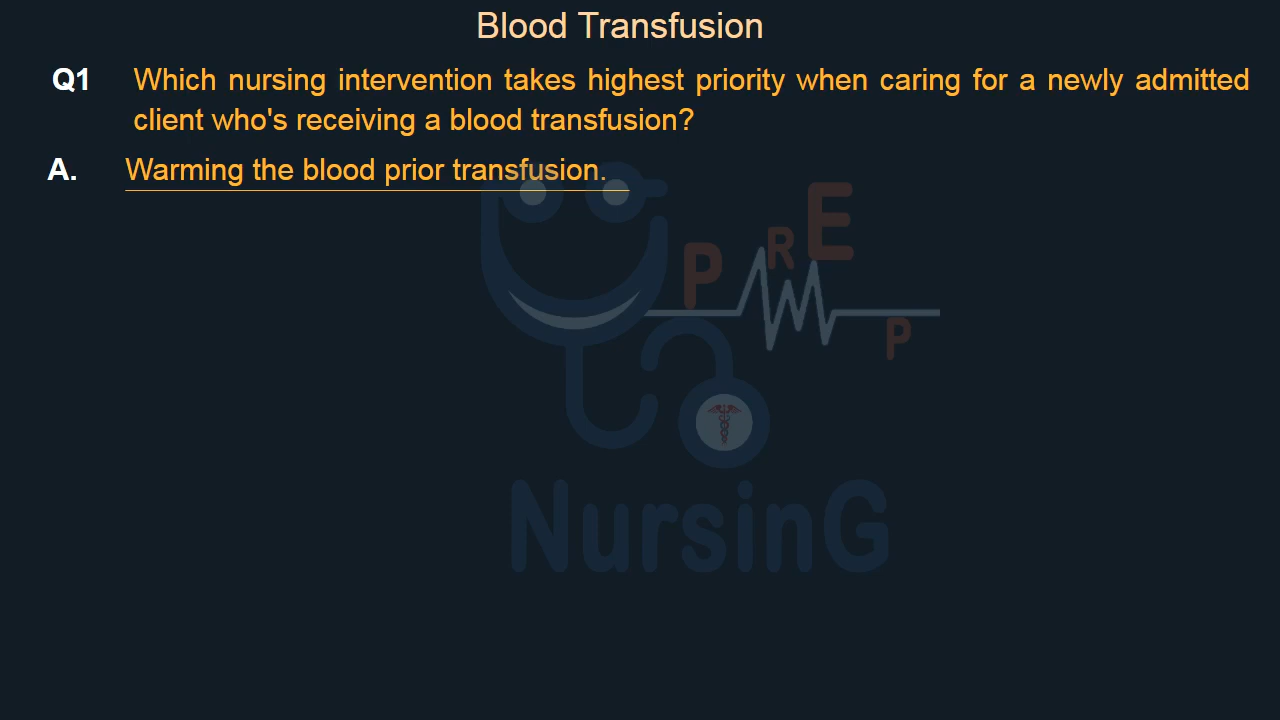 Blood Transfusion
Q1 Which nursing intervention takes highest priority when caring for a newly admitted
client who's receiving a blood transfusion?
A. Warming the blood prior transfusion.
PREP
NursinG